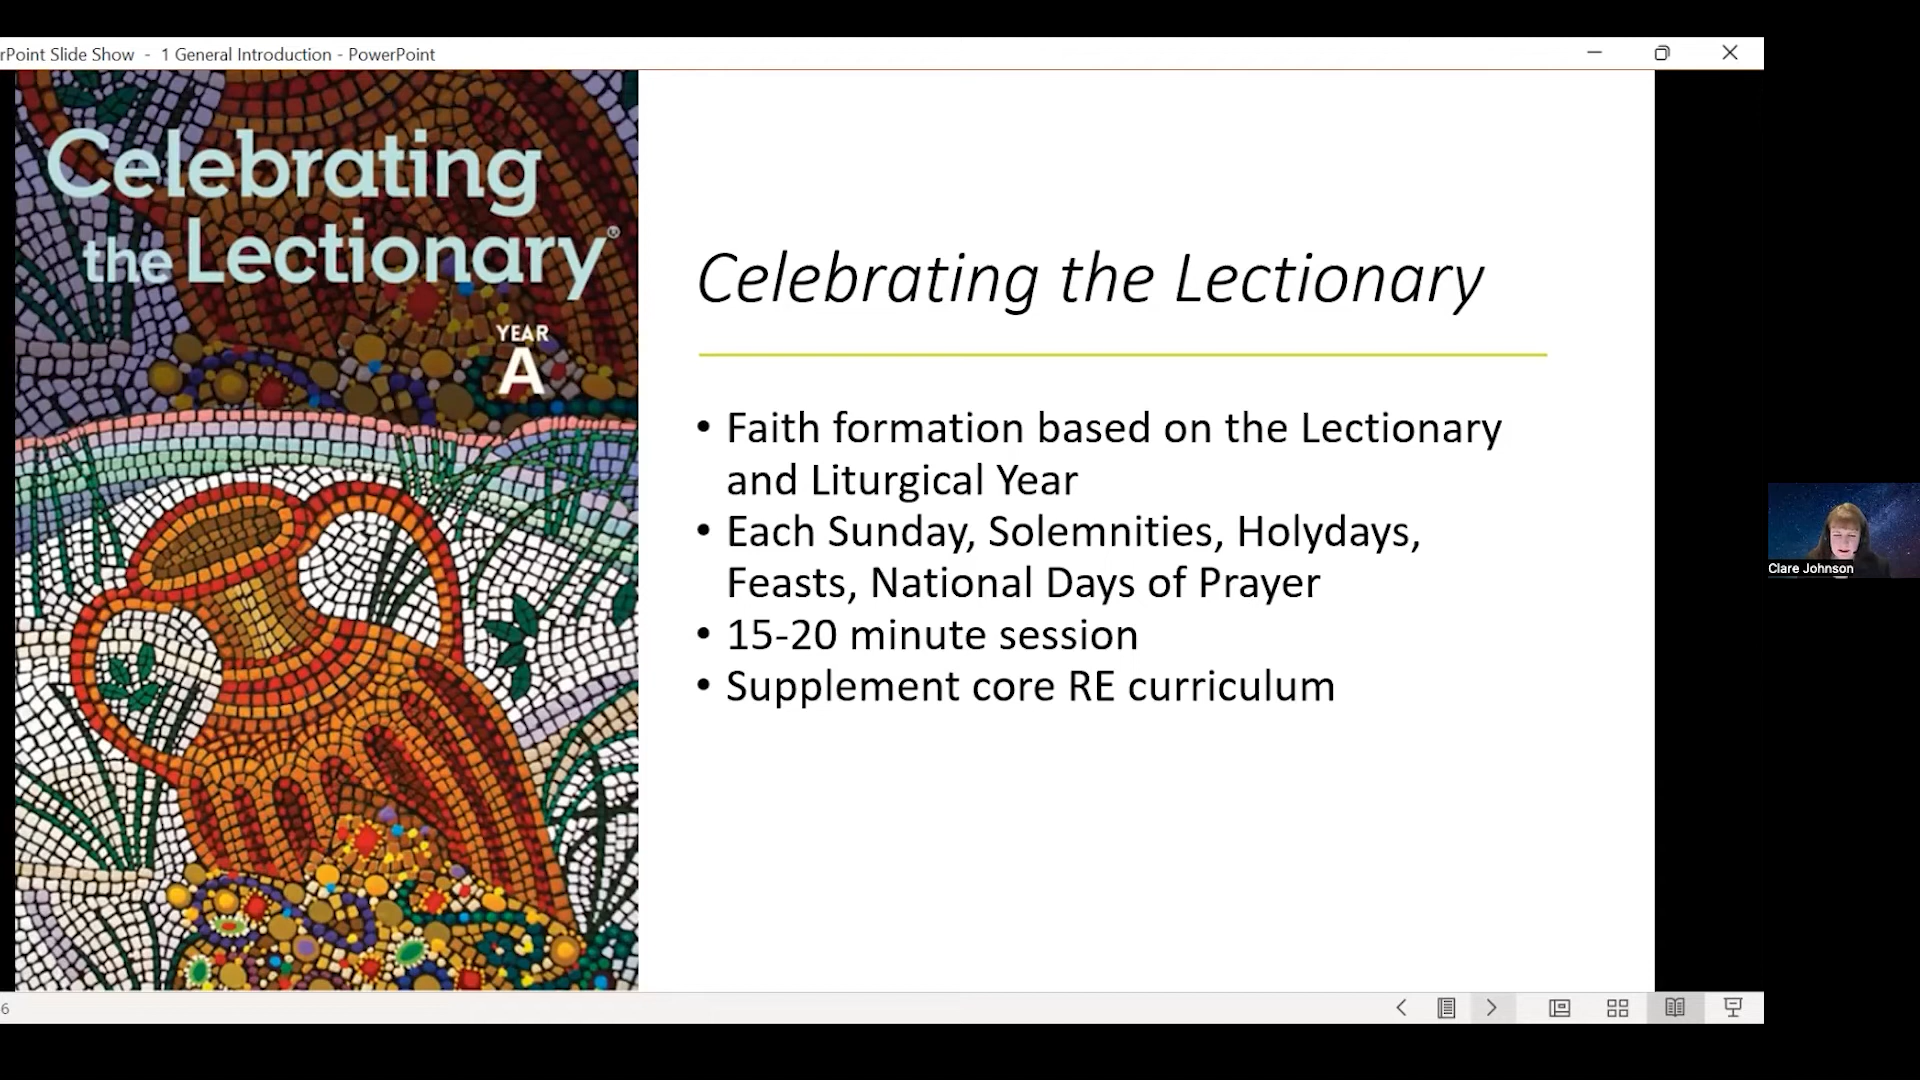 rPoint Slide Show - 1 General Introduction - PowerPoint
Celebrating
the Lectionary®
YEAR
A
Celebrating the Lectionary
• Faith formation based on the Lectionary
and Liturgical Year
• Each Sunday, Solemnities, Holydays,
Feasts, National Days of Prayer
• 15-20 minute session
• Supplement core RE curriculum
Clare Johnson
6